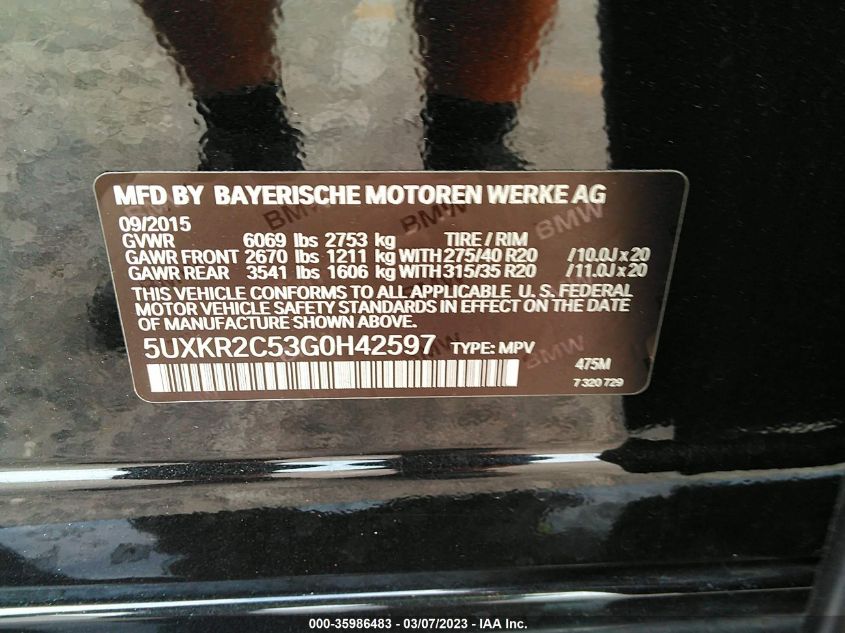 MFD BY BAYERISCHE MOTOREN WERKE AG
09/2015
GVWR 6069 lbs 2753 kg TIRE / RIM
GAWR FRONT 2670 lbs 1211 kg WITH 275/40 R20 /10.0J x 20
GAWR REAR 3541 lbs 1606 kg WITH 315/35 R20 /11.0J x 20
THIS VEHICLE CONFORMS TO ALL APPLICABLE U.S. FEDERAL
MOTOR VEHICLE SAFETY STANDARDS IN EFFECT ON THE DATE OF
MANUFACTURE SHOWN ABOVE.
5UXKR2C53G0H42597 TYPE: MPV
475M
7 320 729
000-35986483 — 03/07/2023 — © IAA Inc.